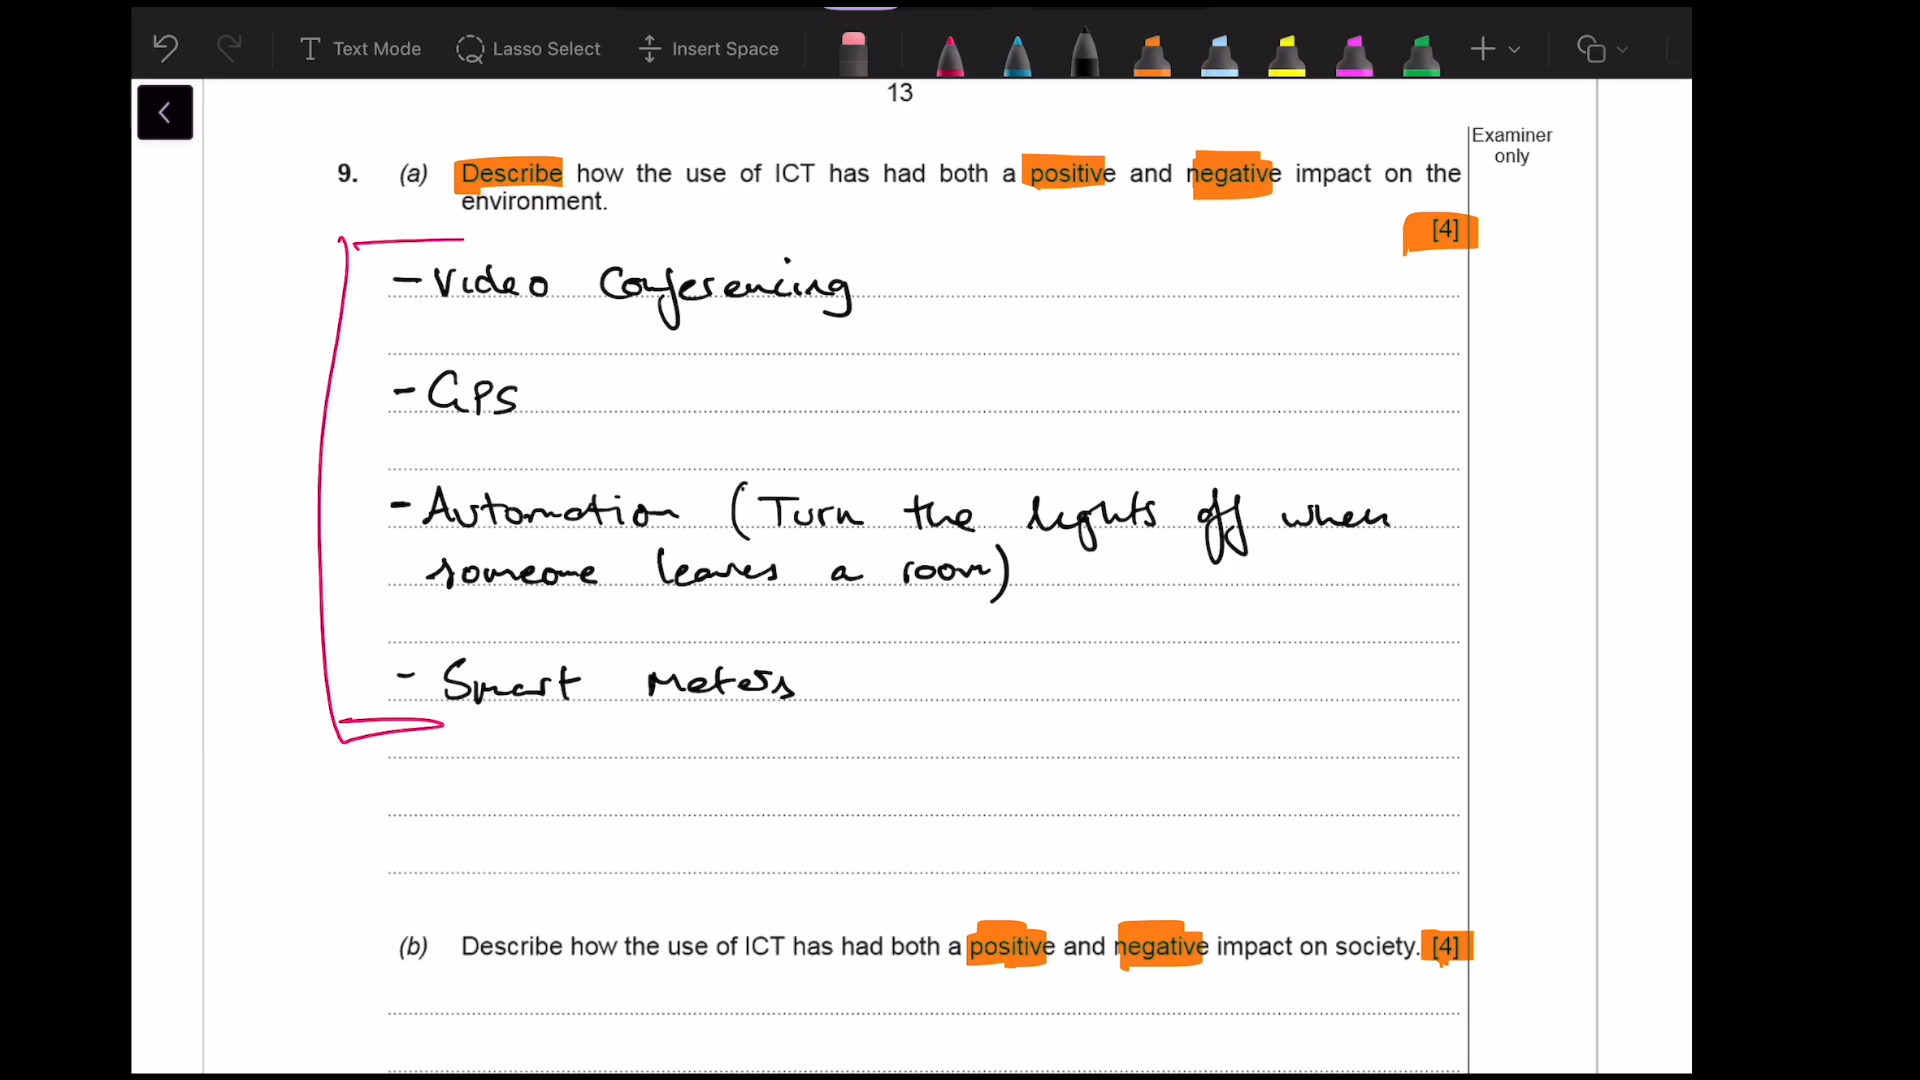 Text Mode Lasso Select Insert Space
13
Examiner
only
9. (a) Describe how the use of ICT has had both a positive and negative impact on the
environment.
[4]
- Video Conferencing
- GPS
- Automation (Turn the lights off when
someone leaves a room)
- Smart Meters
(b) Describe how the use of ICT has had both a positive and negative impact on society. [4]